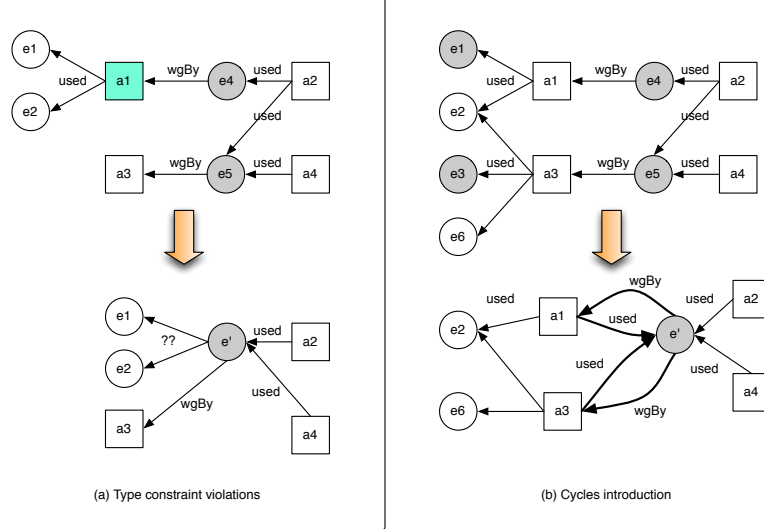 e1
used
e2
a1
wgBy
e4
used
a2
used
a3
wgBy
e5
used
a4
e1
??
e2
e'
used
a2
a3
wgBy
used
a4
(a) Type constraint violations
e1
used
e2
a1
wgBy
e4
used
a2
used
e3
used
a3
wgBy
e5
used
a4
e6
wgBy
used
a1
used
e2
e'
used
a2
used
used
a4
e6
a3
wgBy
(b) Cycles introduction